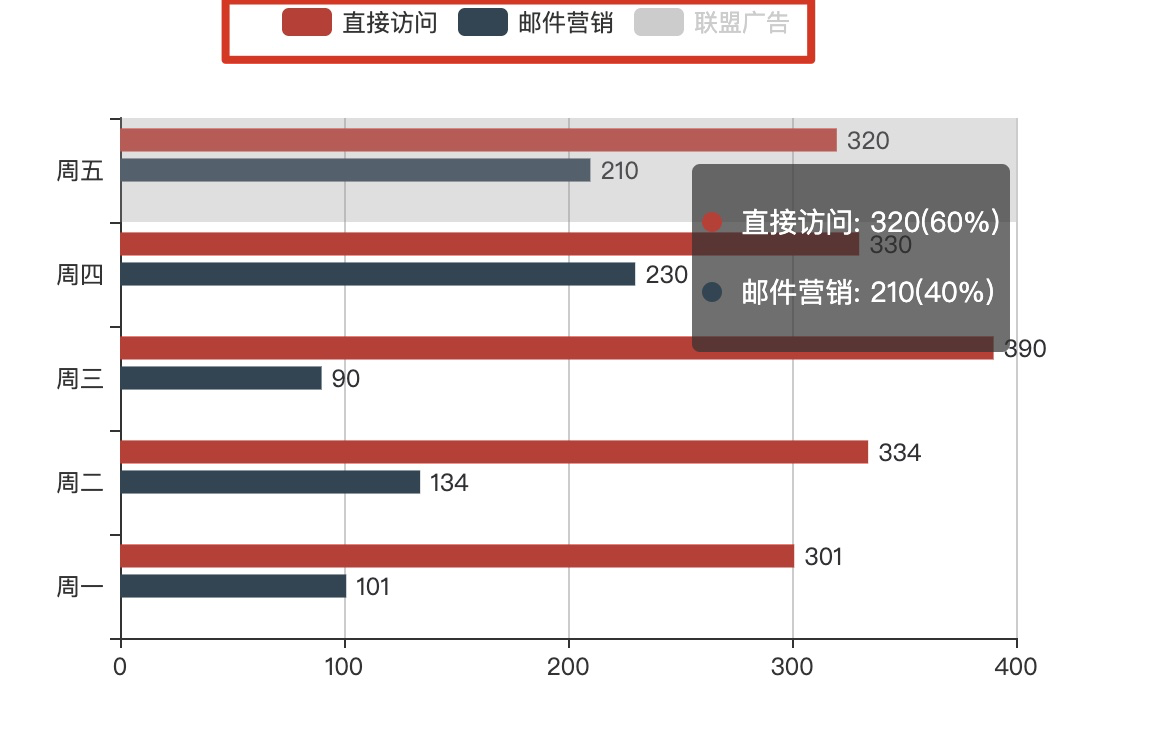 直接访问 邮件营销 联盟广告
320
周五 210
直接访问: 320(60%)
330
周四 230
邮件营销: 210(40%)
390
周三 90
334
周二 134
301
周一 101
0 100 200 300 400